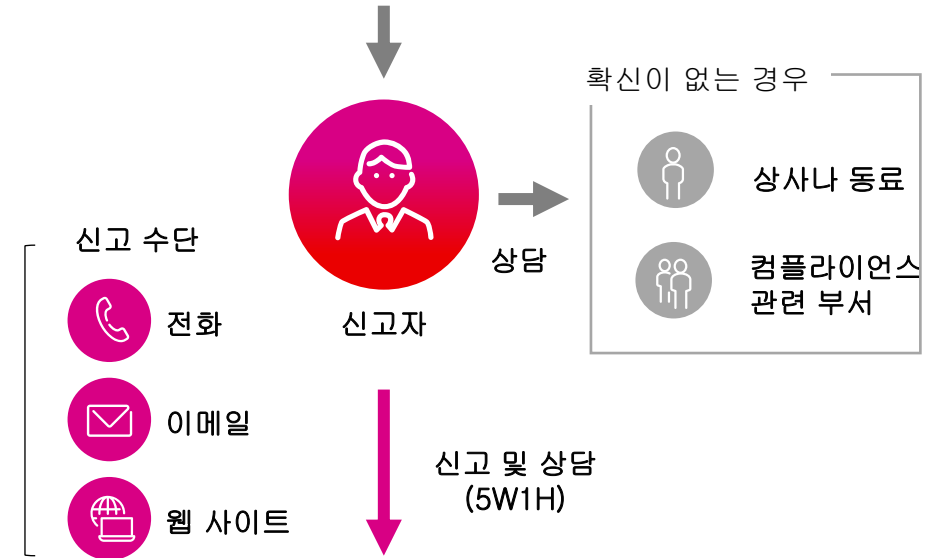 확신이 없는 경우
상사나 동료
컴플라이언스
관련 부서
상담
신고자
신고 수단
전화
이메일
웹 사이트
신고 및 상담
(5W1H)